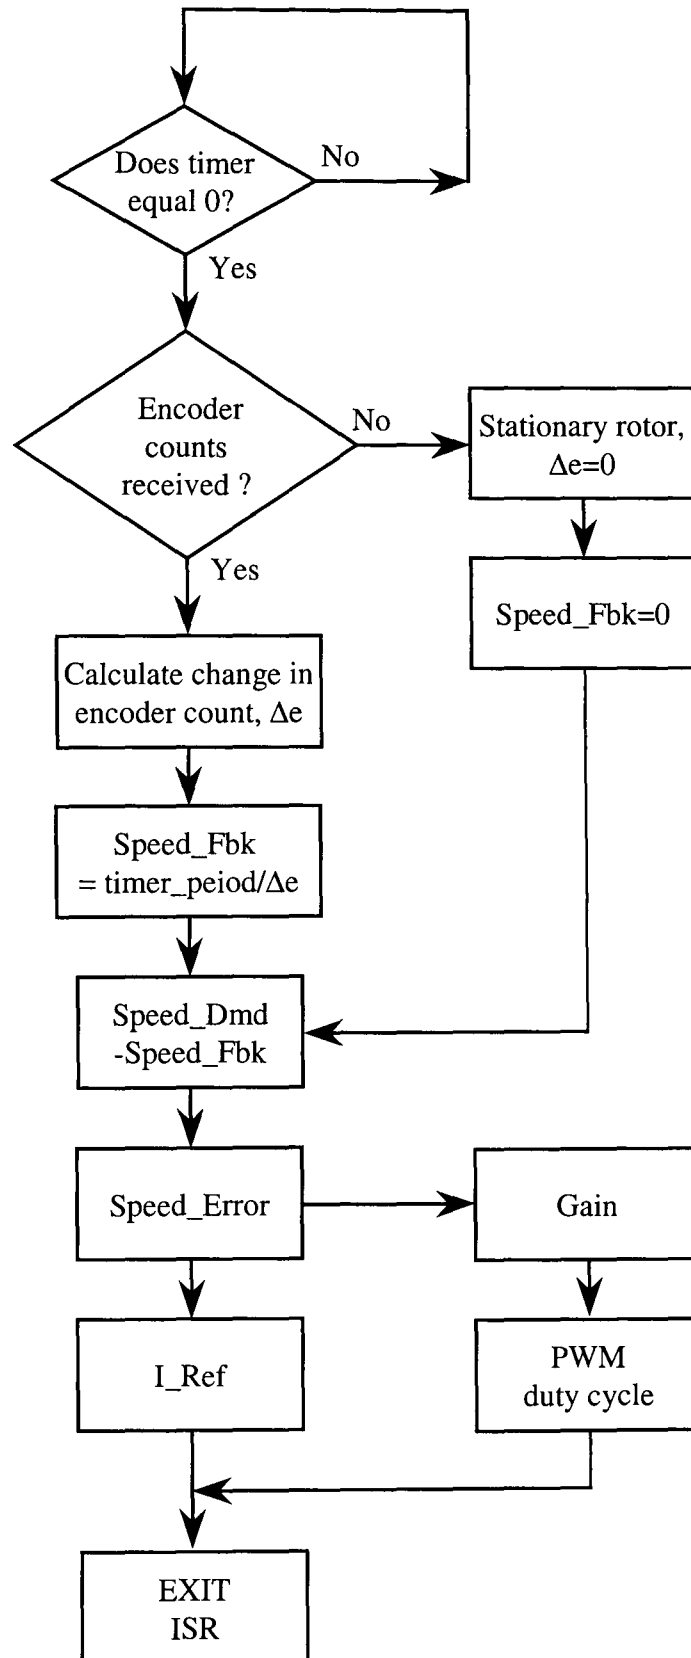 Does timer
equal 0?
No
Yes
Encoder
counts
received ?
No
Stationary rotor,
Δe=0
Yes
Speed_Fbk=0
Calculate change in
encoder count, Δe
Speed_Fbk
= timer_peiod/Δe
Speed_Dmd
-Speed_Fbk
Speed_Error
Gain
I_Ref
PWM
duty cycle
EXIT
ISR